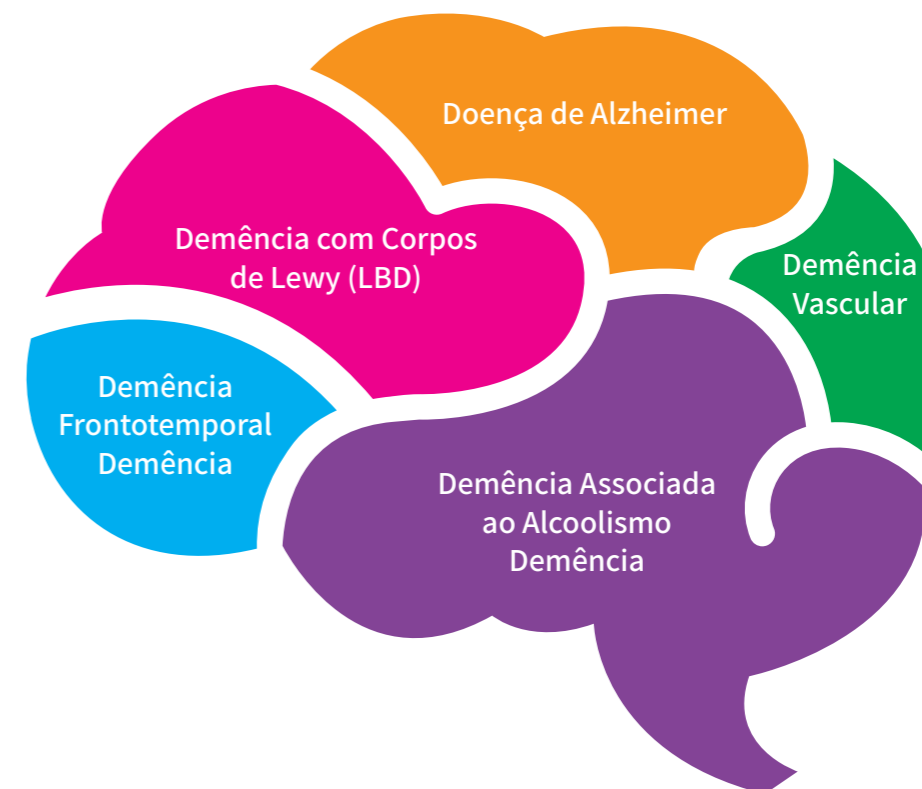 Doença de Alzheimer
Demência com Corpos
de Lewy (LBD)
Demência
Vascular
Demência
Frontotemporal
Demência
Demência Associada
ao Alcoolismo
Demência